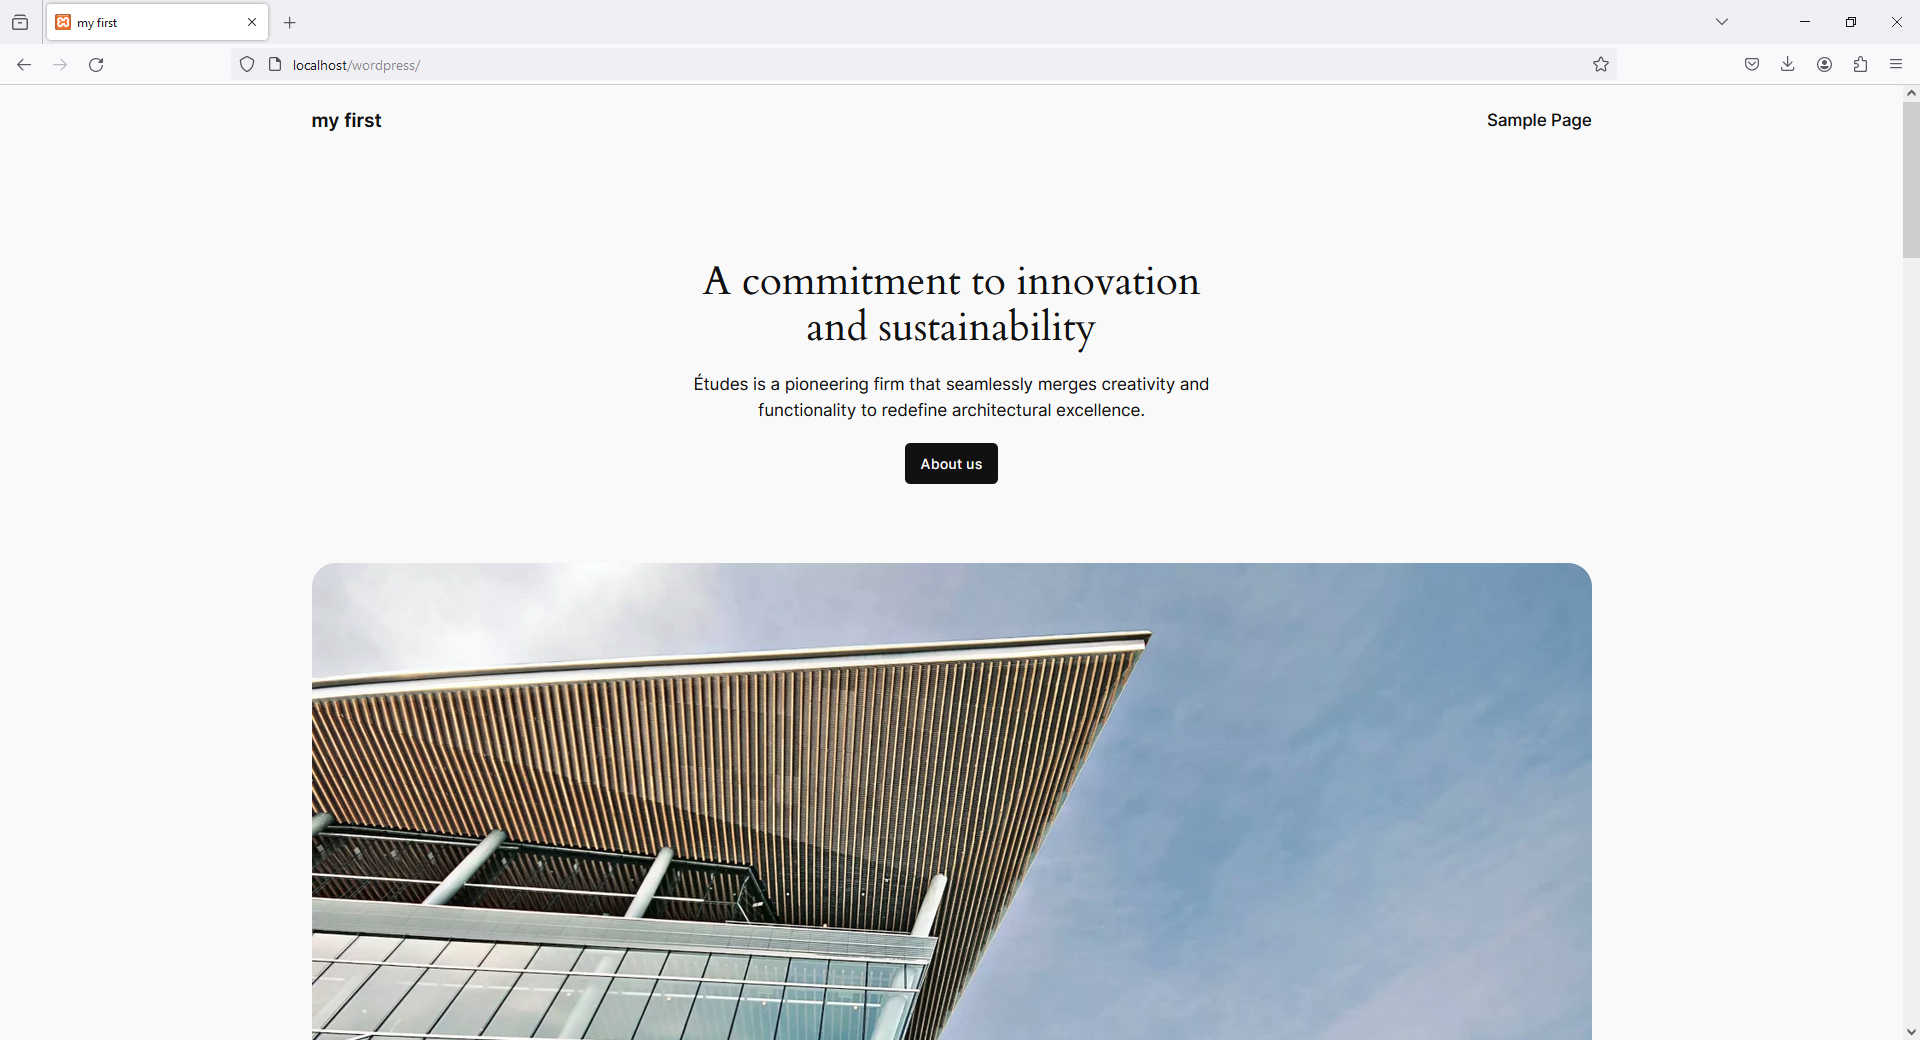 my first
localhost/wordpress/
my first
Sample Page
A commitment to innovation
and sustainability
Études is a pioneering firm that seamlessly merges creativity and
functionality to redefine architectural excellence.
About us